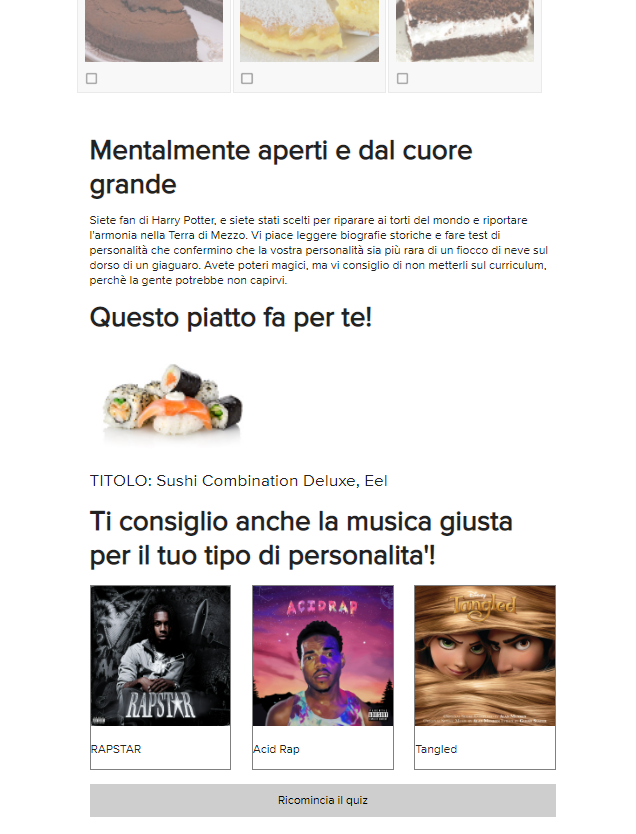 Mentalmente aperti e dal cuore
grande
Siete fan di Harry Potter, e siete stati scelti per riparare ai torti del mondo e riportare
l'armonia nella Terra di Mezzo. Vi piace leggere biografie storiche e fare test di
personalità che confermino che la vostra personalità sia più rara di un fiocco di neve sul
dorso di un giaguaro. Avete poteri magici, ma vi consiglio di non metterli sul curriculum,
perchè la gente potrebbe non capirvi.
Questo piatto fa per te!
TITOLO: Sushi Combination Deluxe, Eel
Ti consiglio anche la musica giusta
per il tuo tipo di personalita'!
RAPSTAR
ACIDRAP
Tangled
RAPSTAR
Acid Rap
Tangled
Ricomincia il quiz